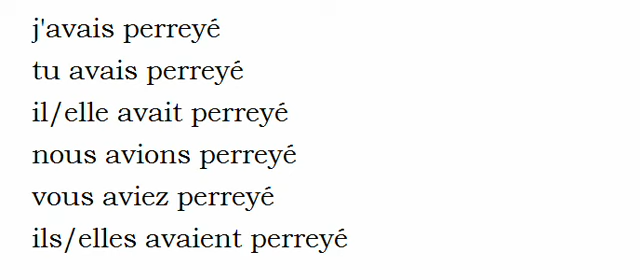 j'avais perreyé
tu avais perreyé
il/elle avait perreyé
nous avions perreyé
vous aviez perreyé
ils/elles avaient perreyé